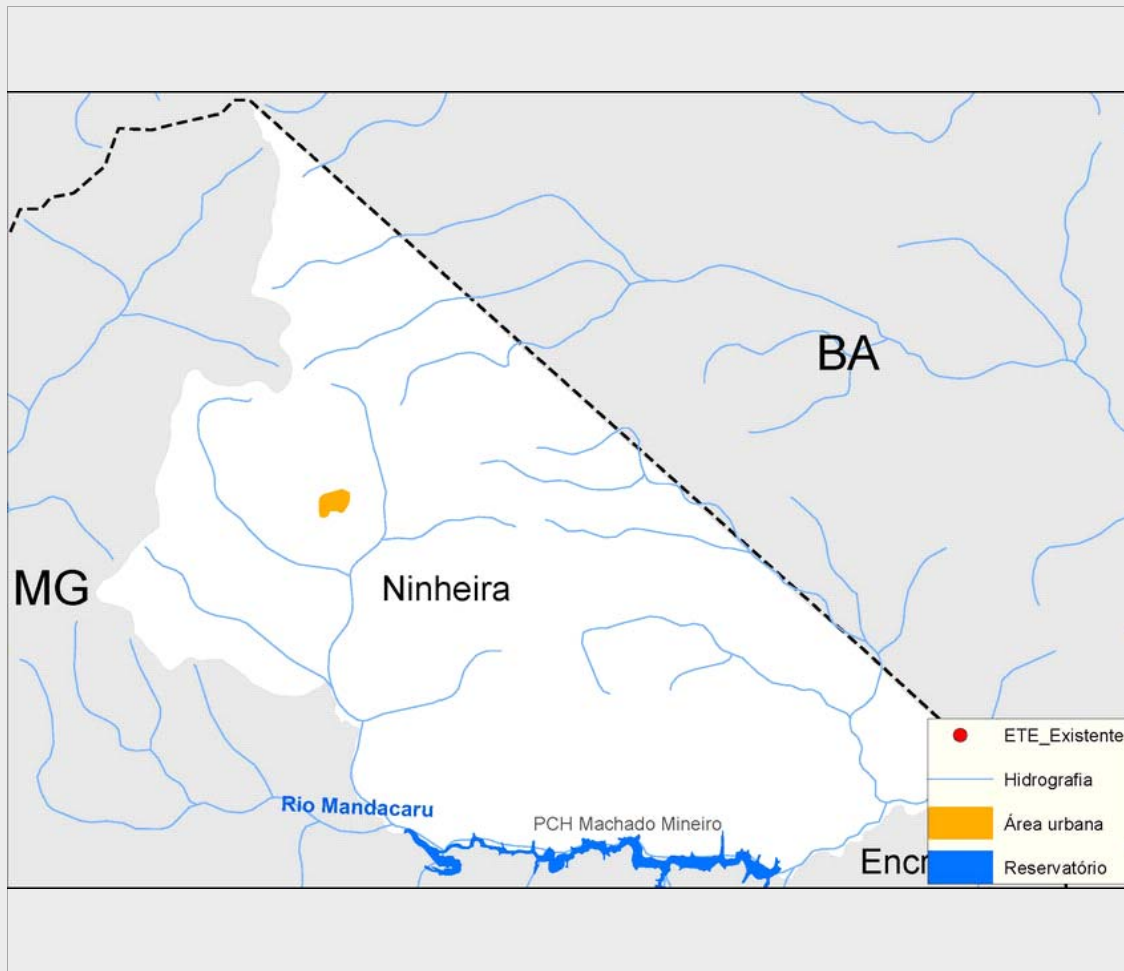 BA
MG
Ninheira
Rio Mandacaru
PCH Machado Mineiro
ETE_Existente
Hidrografia
Área urbana
Reservatório